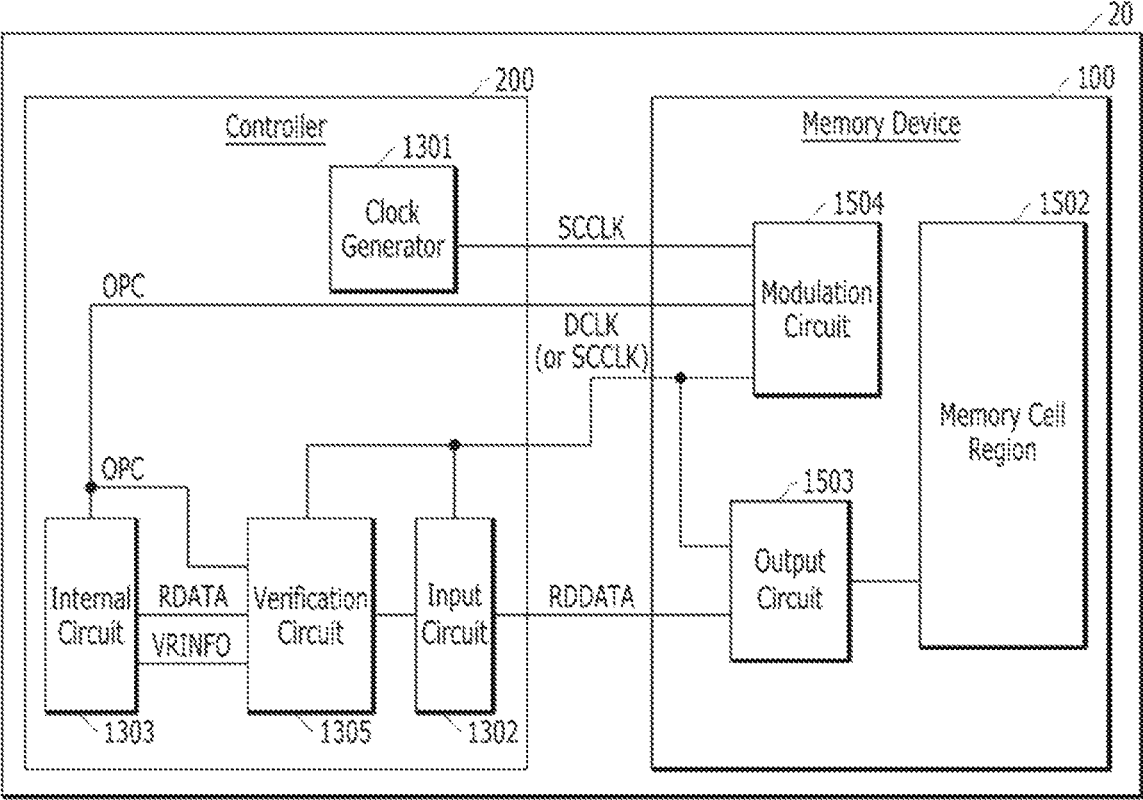 20
200
100
Controller
Memory Device
1301
Clock
Generator
SCCLK
1504
1502
OPC
Modulation
Circuit
DCLK
(or SCCLK)
Memory Cell
Region
OPC
1503
Output
Circuit
Internal
Circuit
RDATA
VRINFO
Verification
Circuit
Input
Circuit
RDDATA
1303
1305
1302